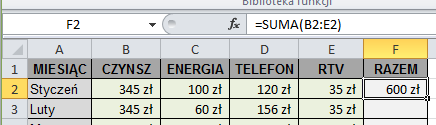 Biblioteka funkcji
F2 fx =SUMA(B2:E2)
A B C D E F
1 MIESIĄC CZYNSZ ENERGIA TELEFON RTV RAZEM
2 Styczeń 345 zł 100 zł 120 zł 35 zł 600 zł
3 Luty 345 zł 60 zł 156 zł 35 zł